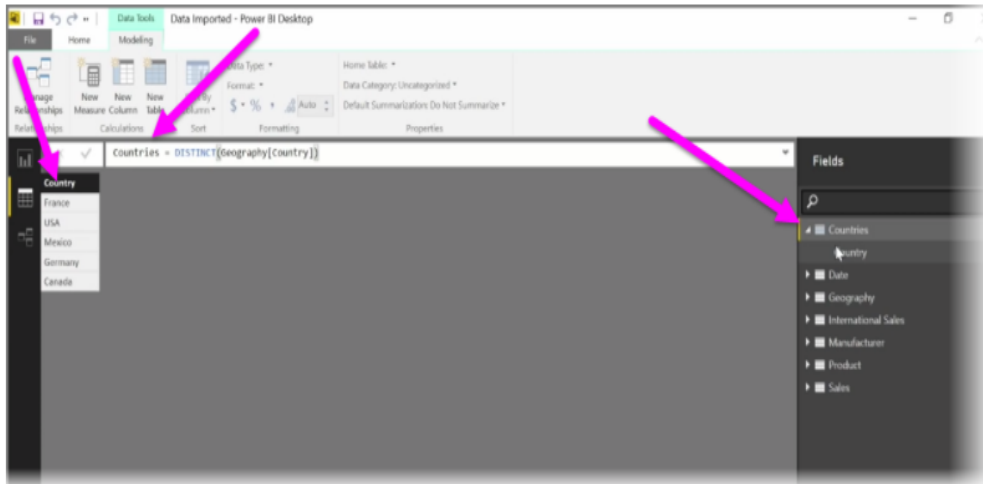 Data Tools Data Imported - Power BI Desktop
File Home Modeling
New Measure
New Column
New Table
Data Type:
Format:
$ % , Auto
Home Table:
Data Category: Uncategorized
Default Summarization: Do Not Summarize
Relationships Calculations Sort Formatting Properties
Countries = DISTINCT(Geography[Country])
Country
France
USA
Mexico
Germany
Canada
Fields
Countries
Date
Geography
International Sales
Manufacturer
Product
Sales